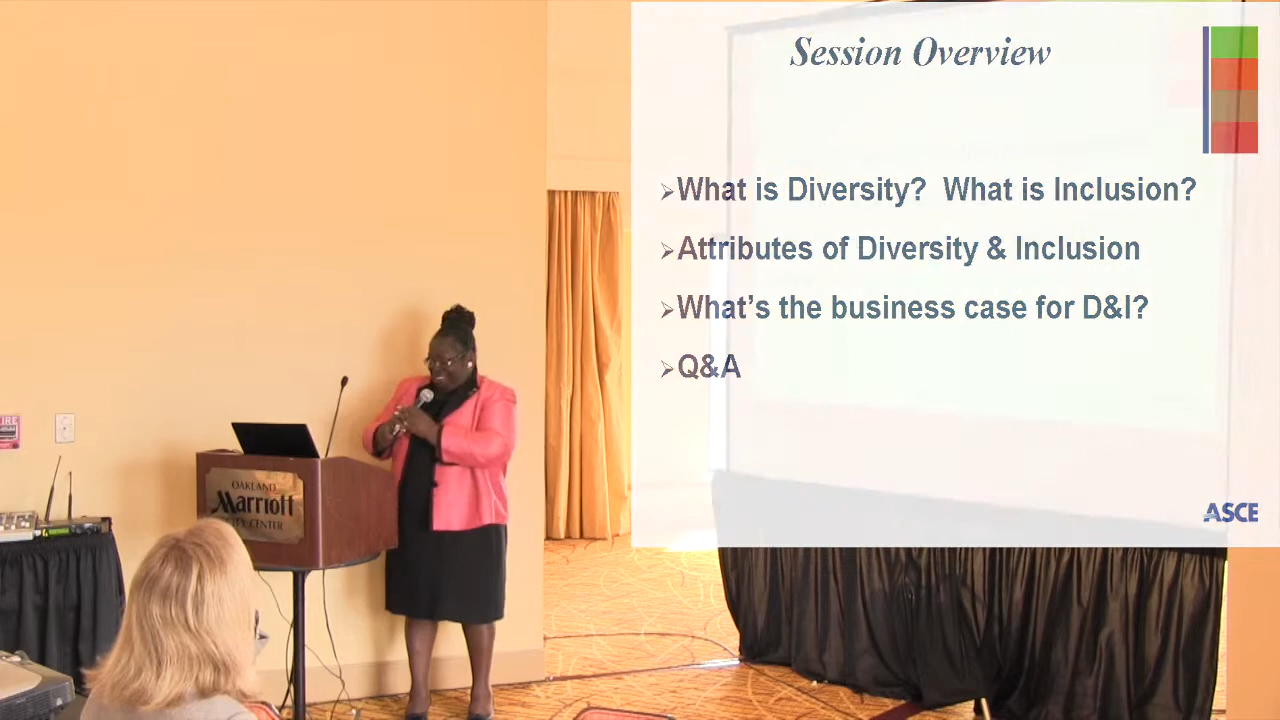 Session Overview
What is Diversity?  What is Inclusion?
Attributes of Diversity & Inclusion
What's the business case for D&I?
Q&A
ASCE
OAKLAND
Marriott
CITY CENTER